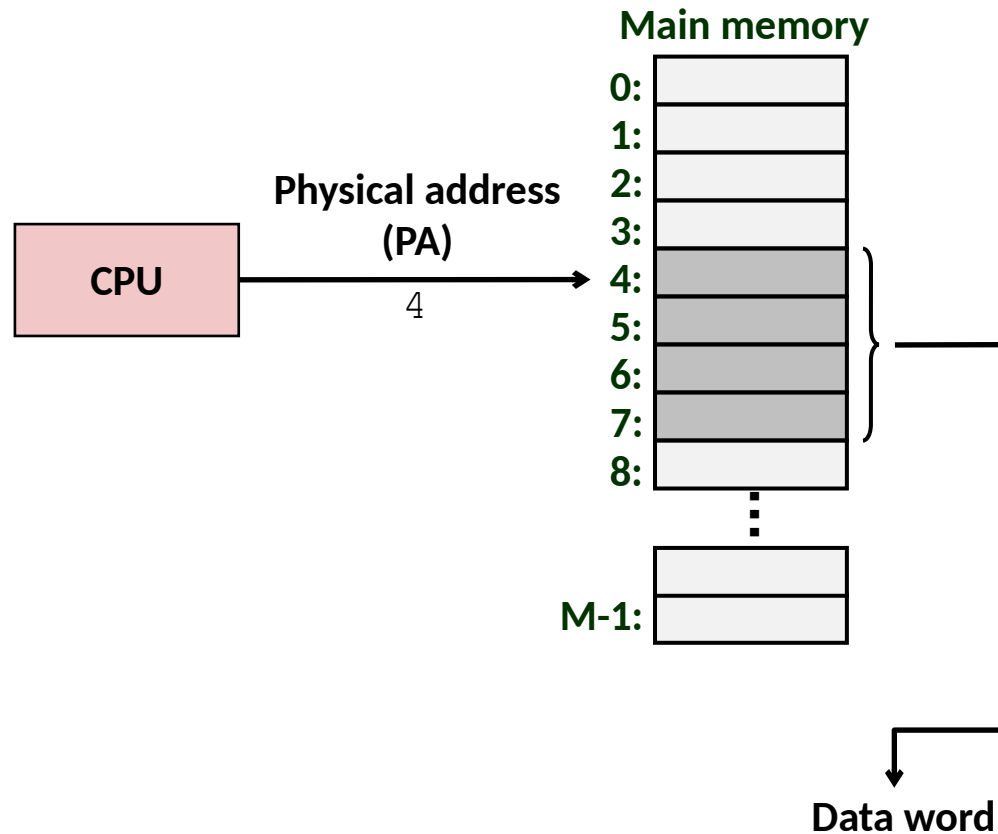 Main memory
0:
1:
Physical address
(PA)
2:
3:
CPU
4
4:
5:
6:
7:
8:
M-1:
Data word